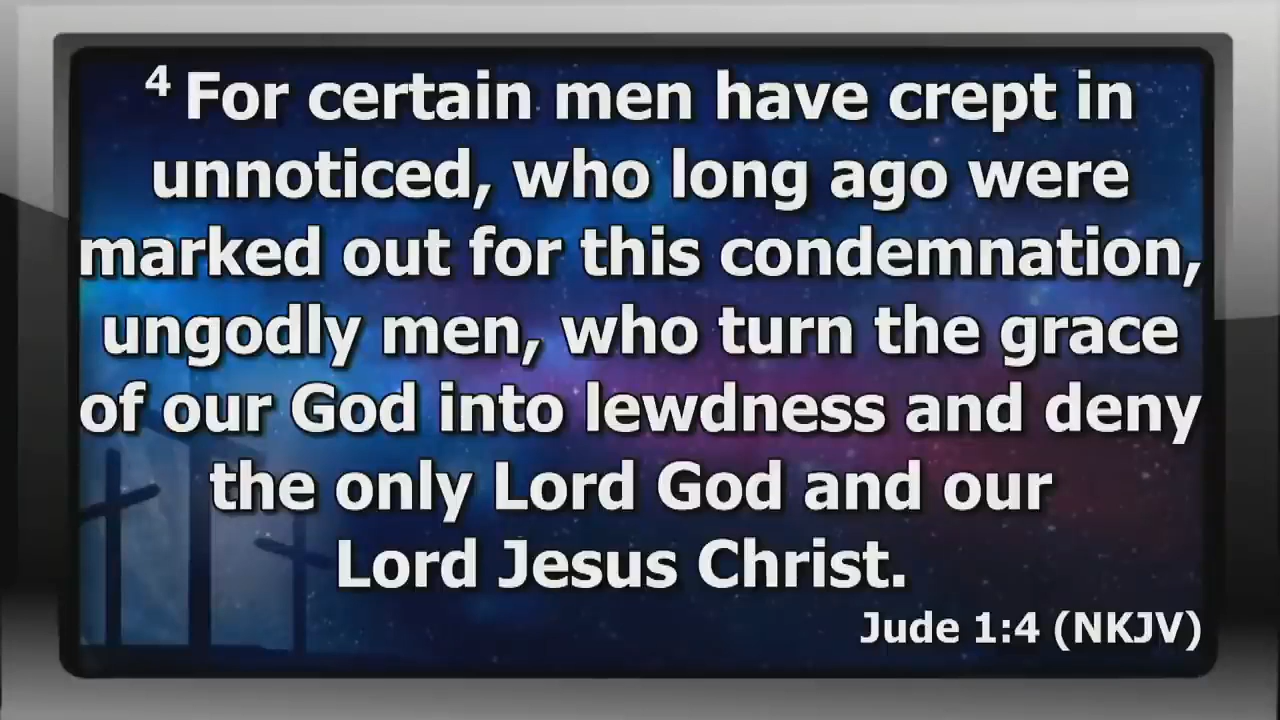 4 For certain men have crept in
unnoticed, who long ago were
marked out for this condemnation,
ungodly men, who turn the grace
of our God into lewdness and deny
the only Lord God and our
Lord Jesus Christ.
Jude 1:4 (NKJV)